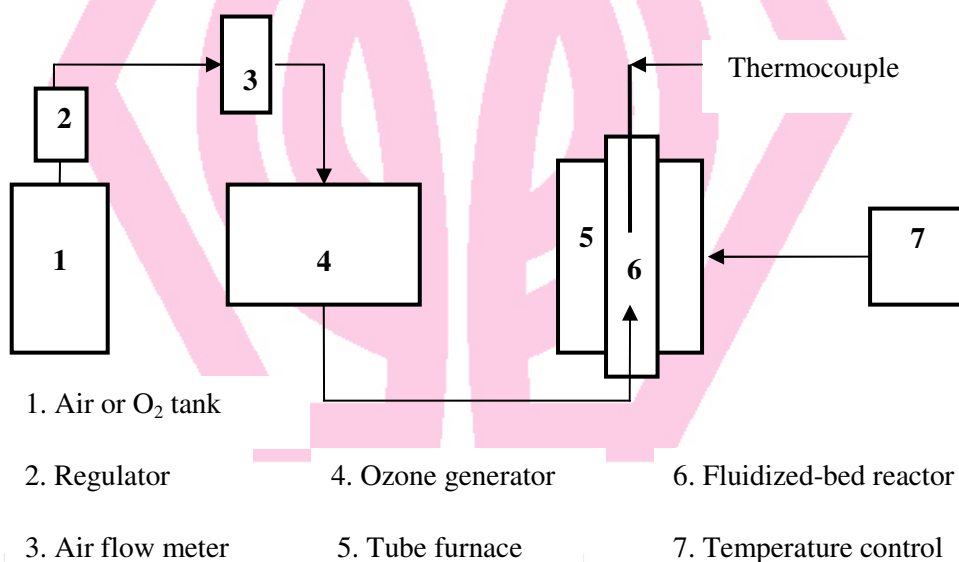 3
Thermocouple
2
1
4
5
6
7
1. Air or O₂ tank
2. Regulator 4. Ozone generator 6. Fluidized-bed reactor
3. Air flow meter 5. Tube furnace 7. Temperature control